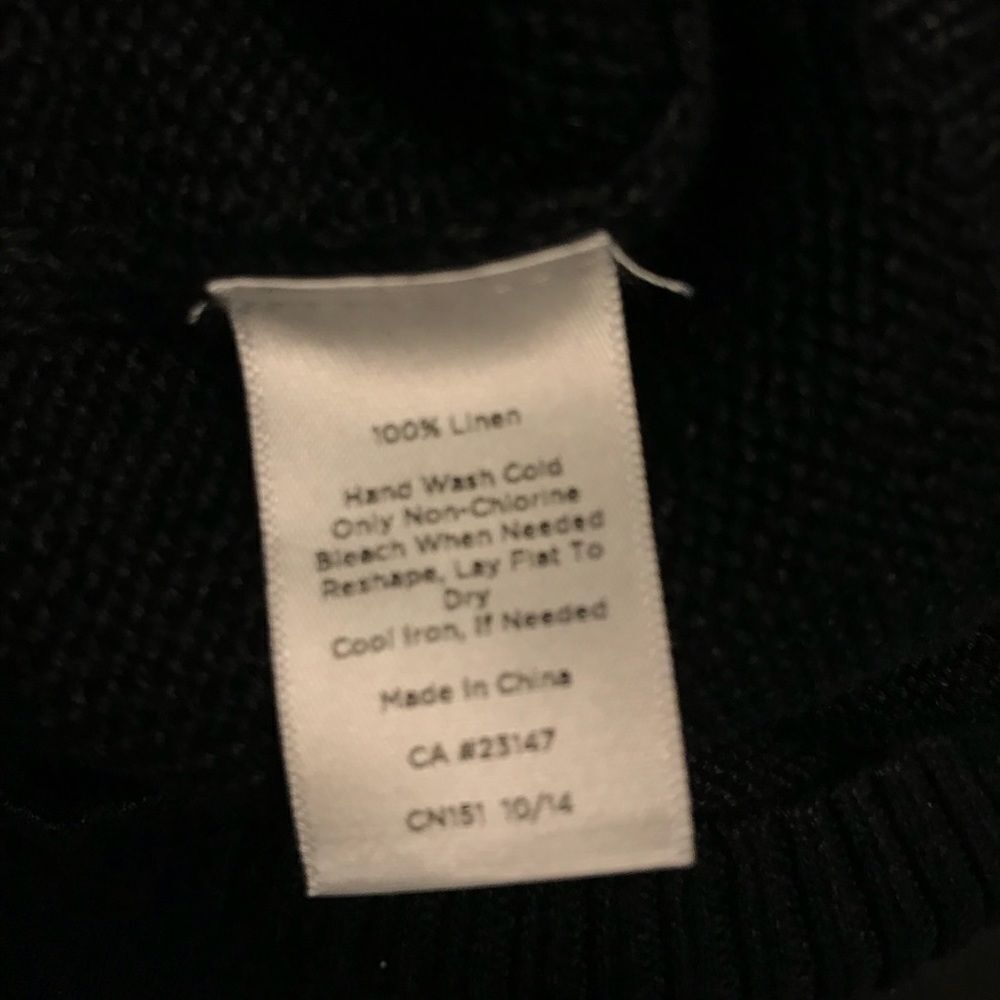 100% Linen
Hand Wash Cold
Only Non-Chlorine
Bleach When Needed
Reshape, Lay Flat To
Dry
Cool Iron, If Needed
Made In China
CA #23147
CN151 10/14